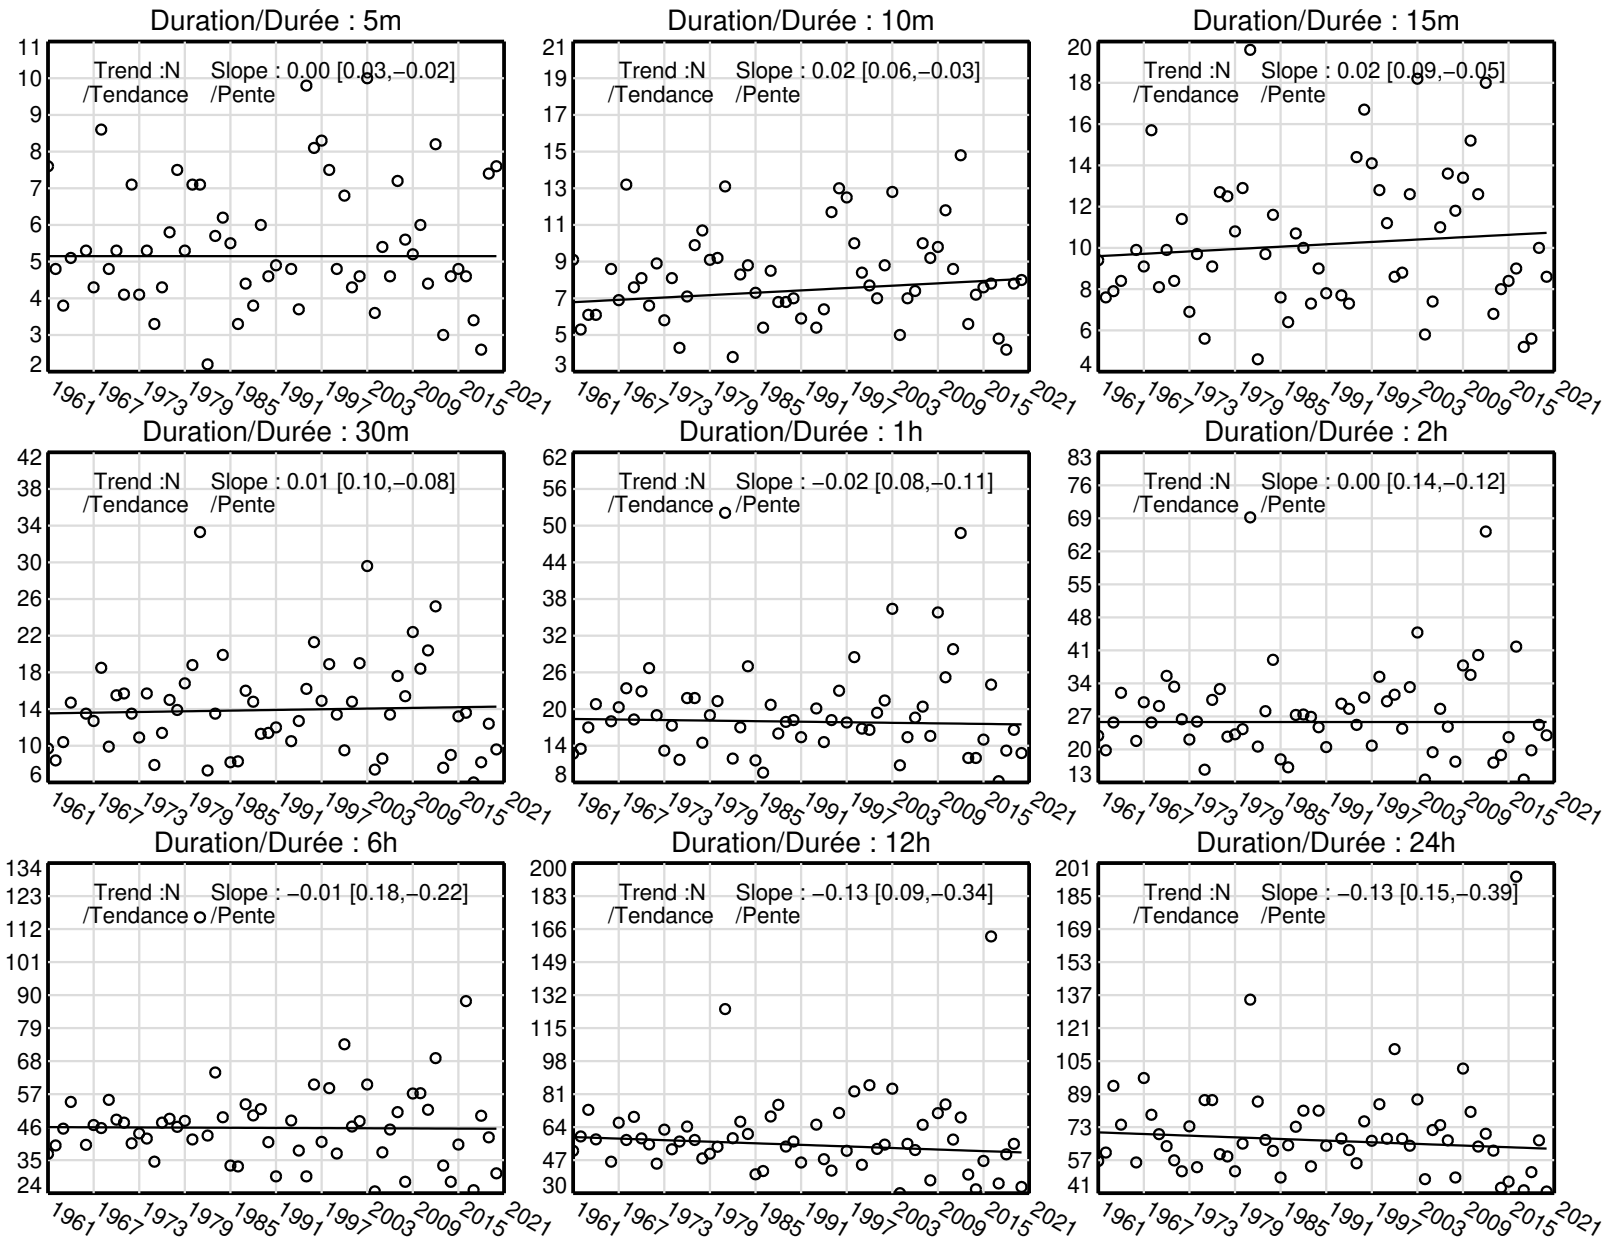 Duration/Durée : 5m
11
10
9
8
7
6
5
4
3
2
Trend :N Slope : 0.00 [0.03,−0.02]
/Tendance /Pente
1961 1967 1973 1979 1985 1991 1997 2003 2009 2015 2021
Duration/Durée : 10m
21
19
17
15
13
11
9
7
5
3
Trend :N Slope : 0.02 [0.06,−0.03]
/Tendance /Pente
1961 1967 1973 1979 1985 1991 1997 2003 2009 2015 2021
Duration/Durée : 15m
20
18
16
14
12
10
8
6
4
Trend :N Slope : 0.02 [0.09,−0.05]
/Tendance /Pente
1961 1967 1973 1979 1985 1991 1997 2003 2009 2015 2021
Duration/Durée : 30m
42
38
34
30
26
22
18
14
10
6
Trend :N Slope : 0.01 [0.10,−0.08]
/Tendance /Pente
1961 1967 1973 1979 1985 1991 1997 2003 2009 2015 2021
Duration/Durée : 1h
62
56
50
44
38
32
26
20
14
8
Trend :N Slope : −0.02 [0.08,−0.11]
/Tendance /Pente
1961 1967 1973 1979 1985 1991 1997 2003 2009 2015 2021
Duration/Durée : 2h
83
76
69
62
55
48
41
34
27
20
13
Trend :N Slope : 0.00 [0.14,−0.12]
/Tendance /Pente
1961 1967 1973 1979 1985 1991 1997 2003 2009 2015 2021
Duration/Durée : 6h
134
123
112
101
90
79
68
57
46
35
24
Trend :N Slope : −0.01 [0.18,−0.22]
/Tendance /Pente
1961 1967 1973 1979 1985 1991 1997 2003 2009 2015 2021
Duration/Durée : 12h
200
183
166
149
132
115
98
81
64
47
30
Trend :N Slope : −0.13 [0.09,−0.34]
/Tendance /Pente
1961 1967 1973 1979 1985 1991 1997 2003 2009 2015 2021
Duration/Durée : 24h
201
185
169
153
137
121
105
89
73
57
41
Trend :N Slope : −0.13 [0.15,−0.39]
/Tendance /Pente
1961 1967 1973 1979 1985 1991 1997 2003 2009 2015 2021